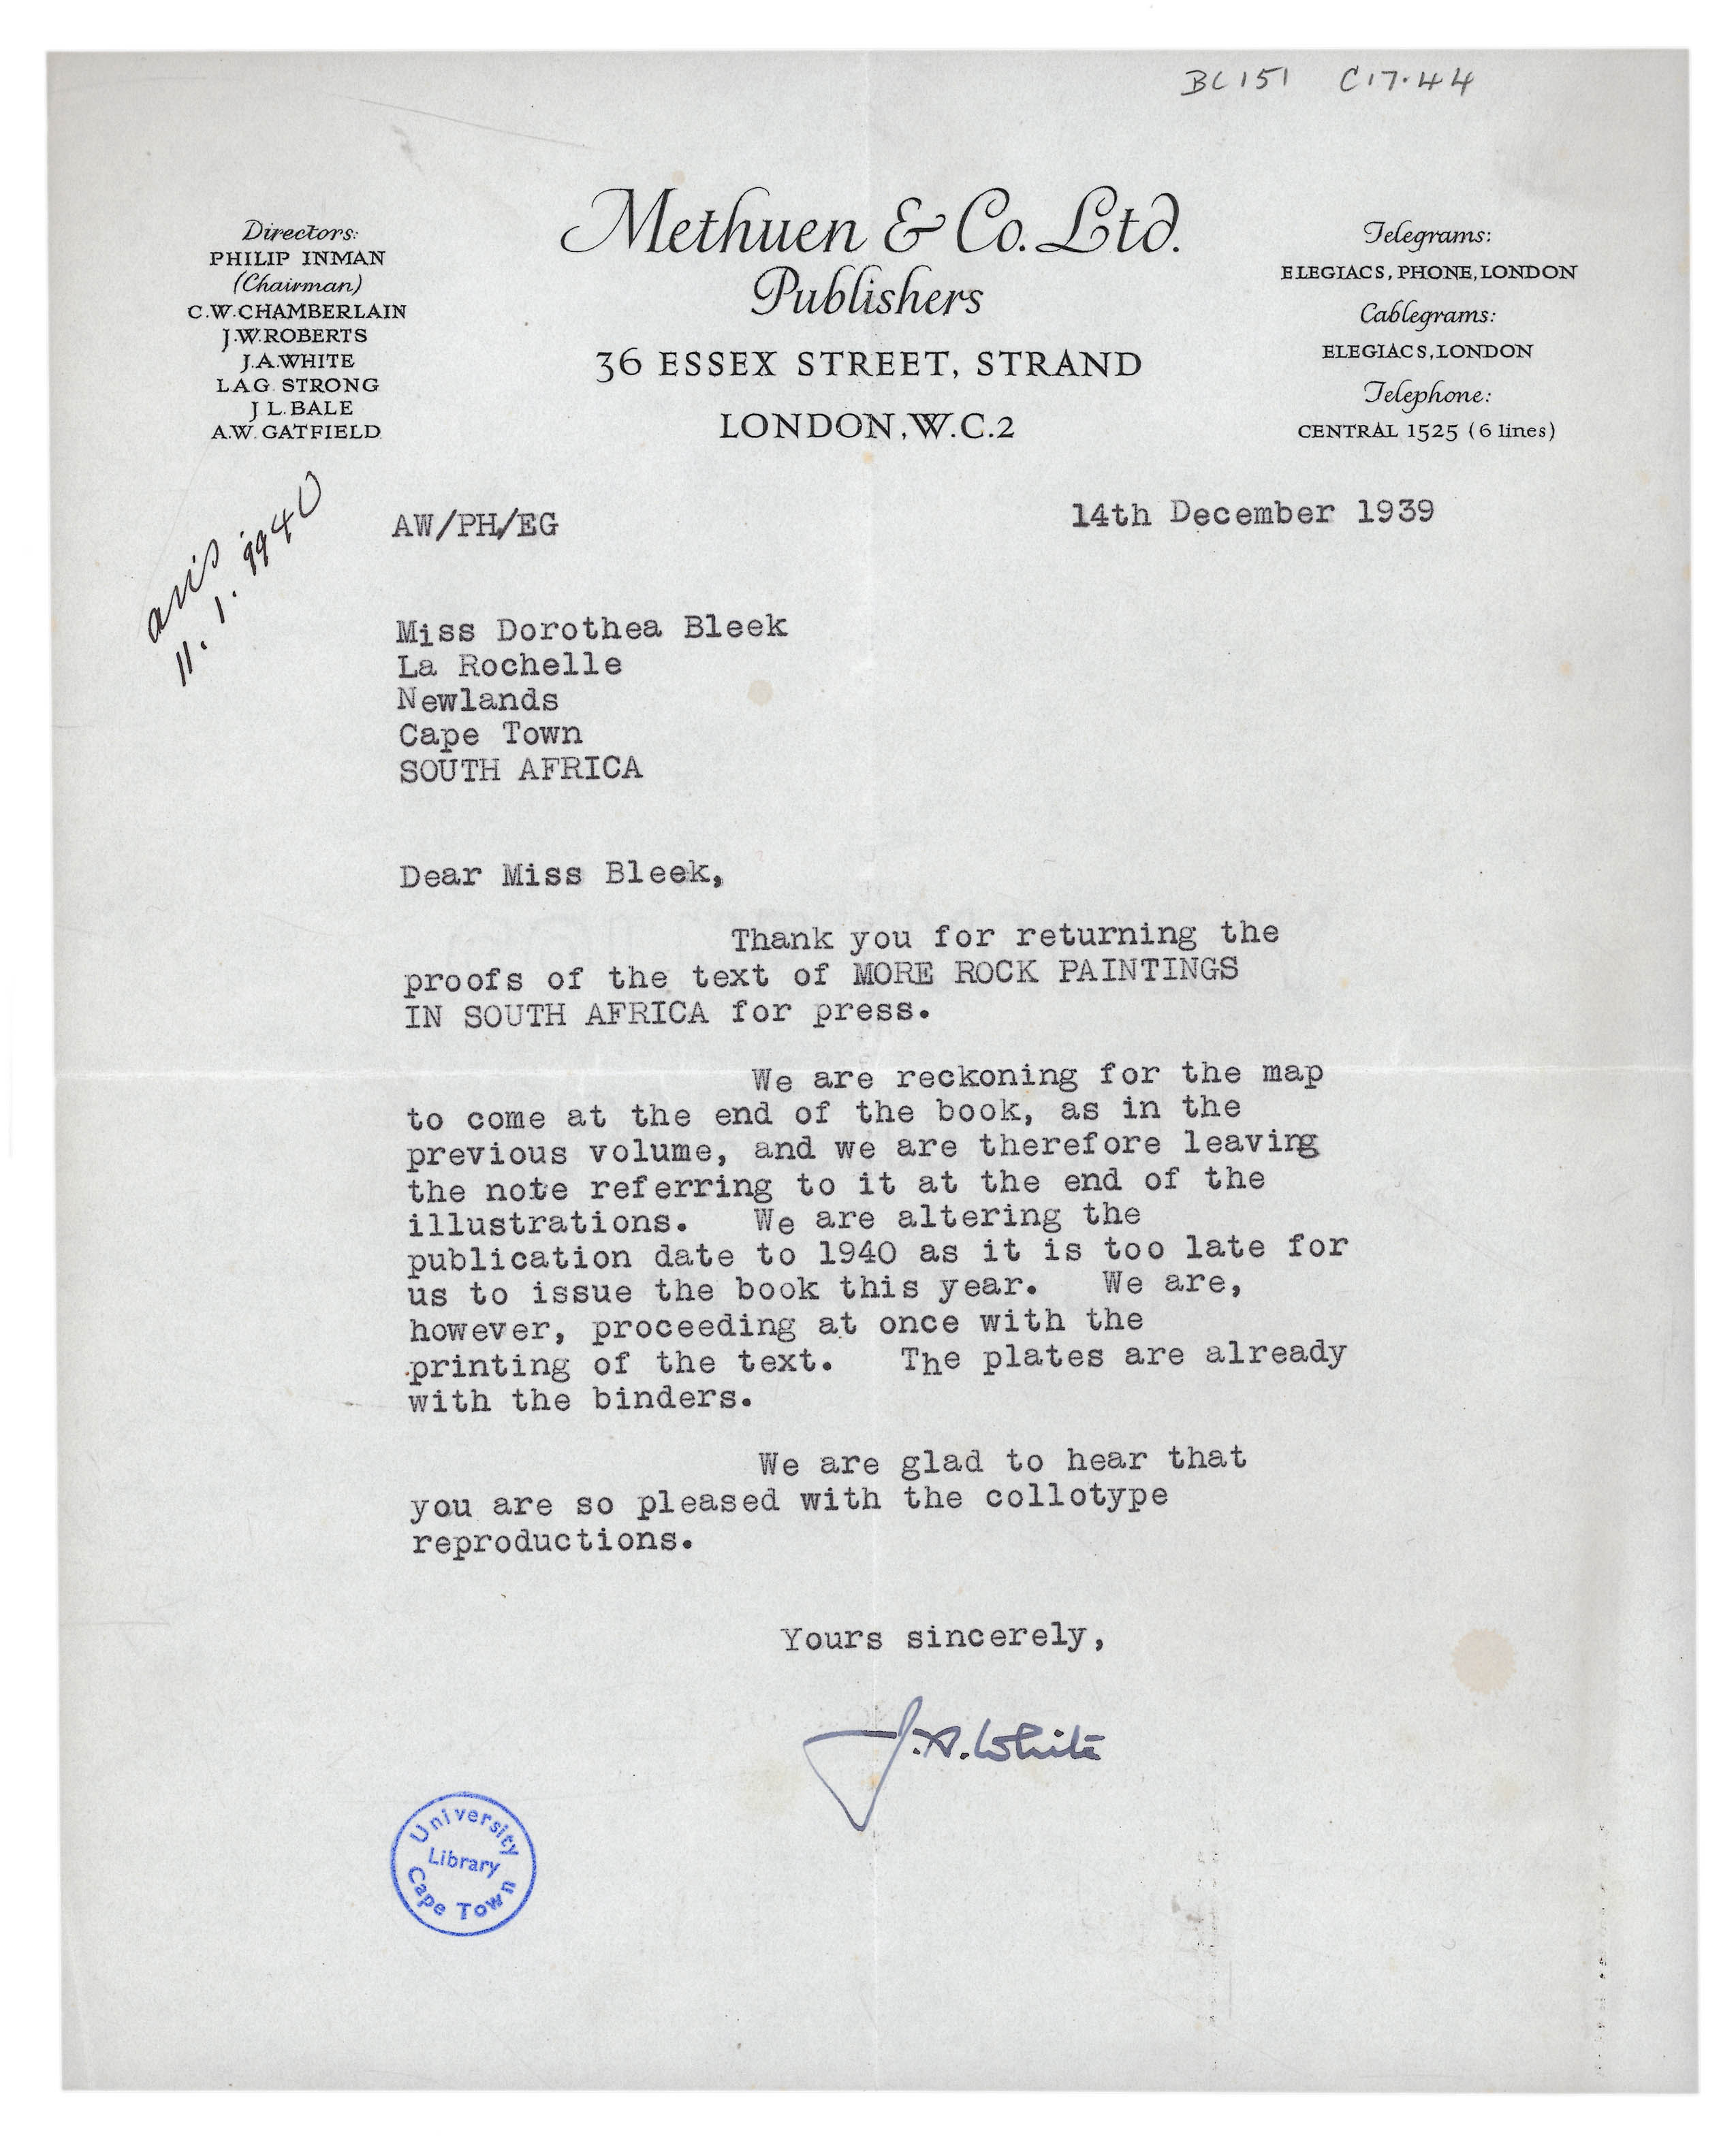 BC 151 C17.44
Directors:
PHILIP INMAN
(Chairman)
C.W. CHAMBERLAIN
J.W. ROBERTS
J.A. WHITE
L.A.G. STRONG
J L. BALE
A.W. GATFIELD
Methuen & Co. Ltd.
Publishers
36 ESSEX STREET, STRAND
LONDON, W.C.2
Telegrams:
ELEGIACS, PHONE, LONDON
Cablegrams:
ELEGIACS, LONDON
Telephone:
CENTRAL 1525 (6 lines)
11. 1. 1940
AW/PH/EG
14th December 1939
Miss Dorothea Bleek
La Rochelle
Newlands
Cape Town
SOUTH AFRICA
Dear Miss Bleek,
Thank you for returning the
proofs of the text of MORE ROCK PAINTINGS
IN SOUTH AFRICA for press.
We are reckoning for the map
to come at the end of the book, as in the
previous volume, and we are therefore leaving
the note referring to it at the end of the
illustrations. We are altering the
publication date to 1940 as it is too late for
us to issue the book this year. We are,
however, proceeding at once with the
printing of the text. The plates are already
with the binders.
We are glad to hear that
you are so pleased with the collotype
reproductions.
Yours sincerely,
J.A. White
University
Library
Cape Town